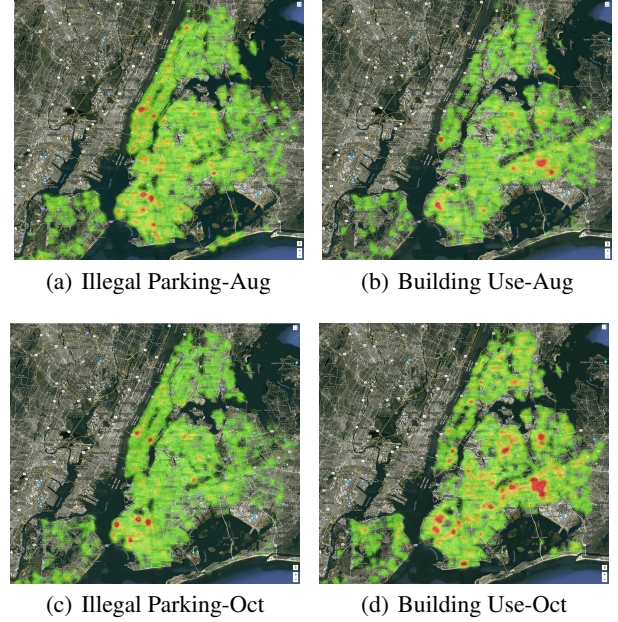 (a) Illegal Parking-Aug
(b) Building Use-Aug
(c) Illegal Parking-Oct
(d) Building Use-Oct